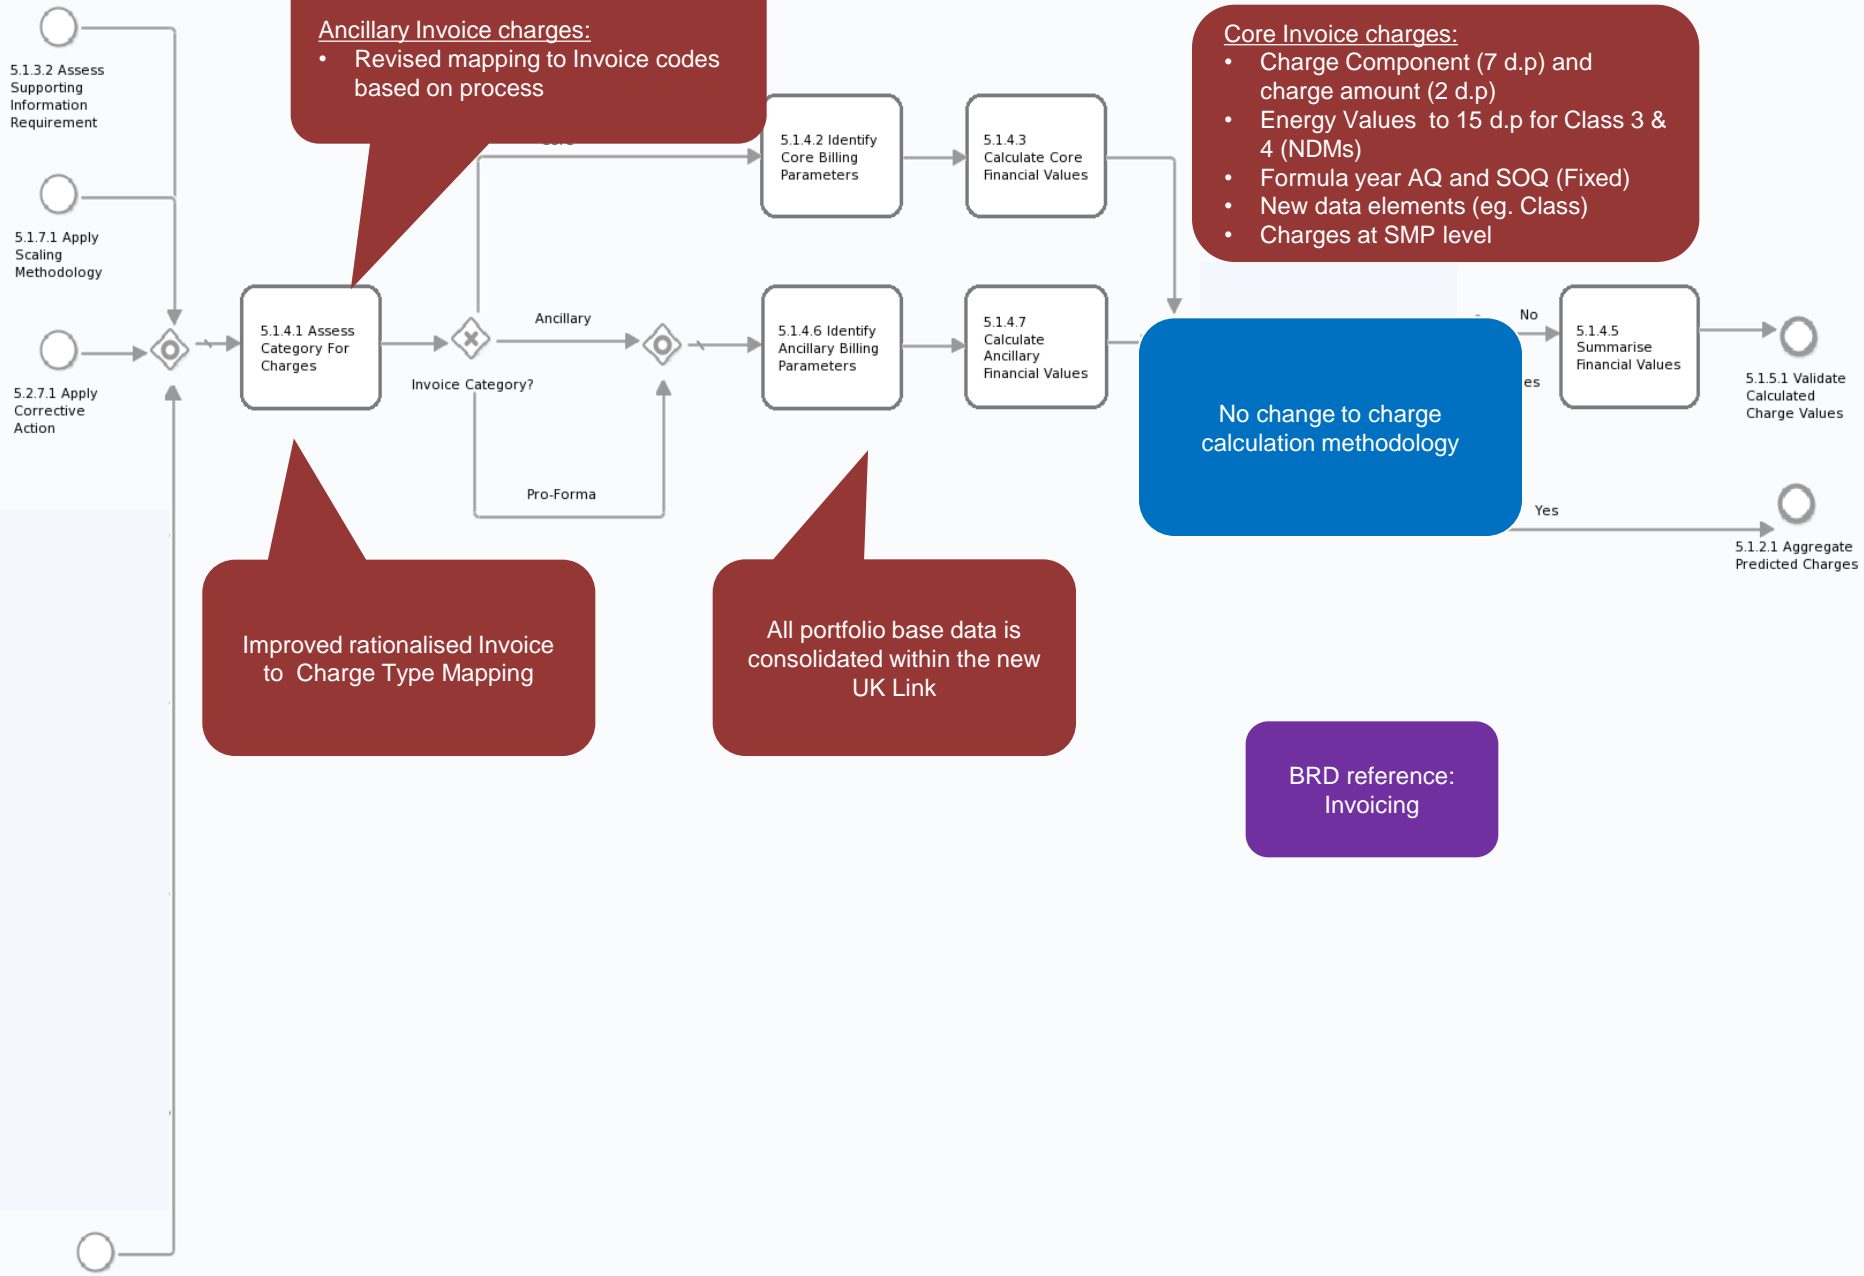 5.1.3.2 Assess
Supporting
Information
Requirement
Ancillary Invoice charges:
• Revised mapping to Invoice codes
based on process
Core Invoice charges:
• Charge Component (7 d.p) and
charge amount (2 d.p)
• Energy Values to 15 d.p for Class 3 &
4 (NDMs)
• Formula year AQ and SOQ (Fixed)
• New data elements (eg. Class)
• Charges at SMP level
5.1.4.2 Identify
Core Billing
Parameters
5.1.4.3
Calculate Core
Financial Values
5.1.7.1 Apply
Scaling
Methodology
5.2.7.1 Apply
Corrective
Action
5.1.4.1 Assess
Category For
Charges
Invoice Category?
Ancillary
Pro-Forma
5.1.4.6 Identify
Ancillary Billing
Parameters
5.1.4.7
Calculate
Ancillary
Financial Values
No change to charge
calculation methodology
No
es
5.1.4.5
Summarise
Financial Values
5.1.5.1 Validate
Calculated
Charge Values
Yes
5.1.2.1 Aggregate
Predicted Charges
Improved rationalised Invoice
to Charge Type Mapping
All portfolio base data is
consolidated within the new
UK Link
BRD reference:
Invoicing